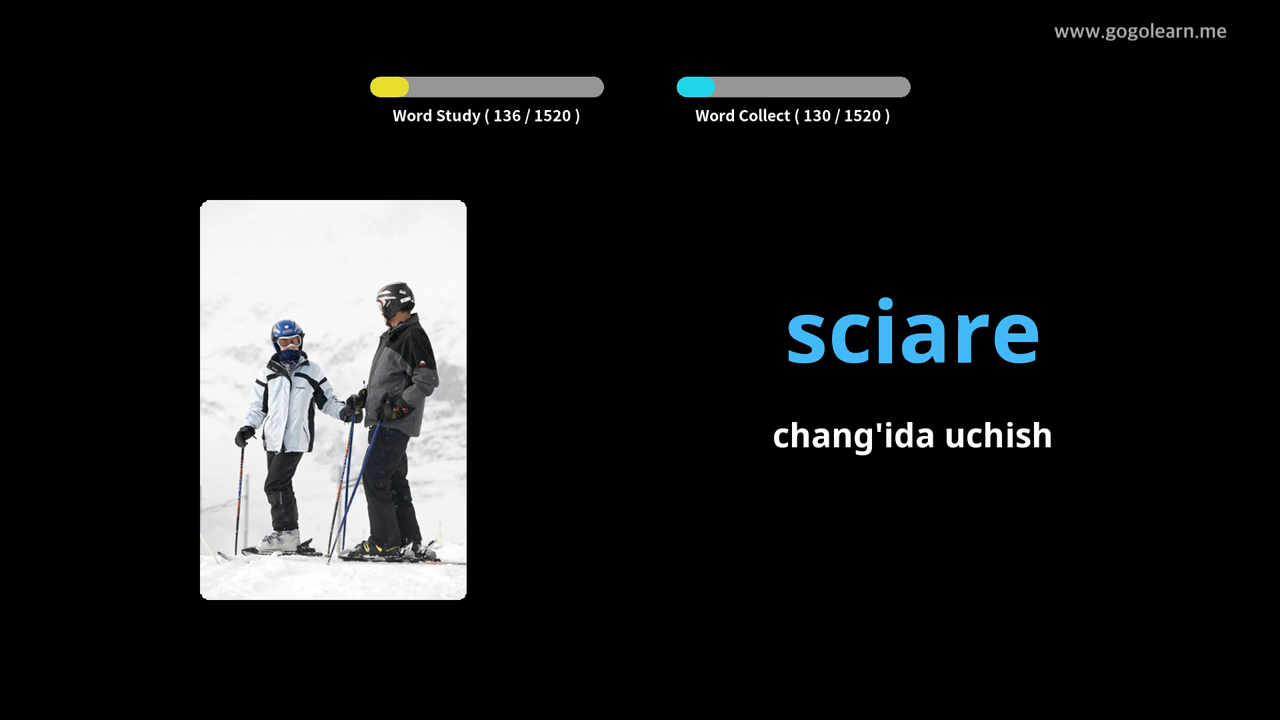 www.gogolearn.me
Word Study ( 136 / 1520 )
Word Collect ( 130 / 1520 )
sciare
chang'ida uchish